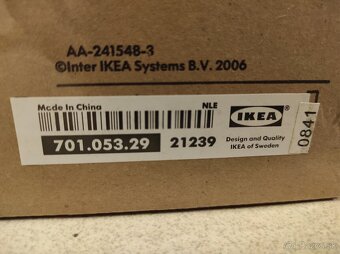 AA-241548-3
©Inter IKEA Systems B.V. 2006
Made in China
NLE
IKEA®
701.053.29
21239
Design and Quality
IKEA of Sweden
0841